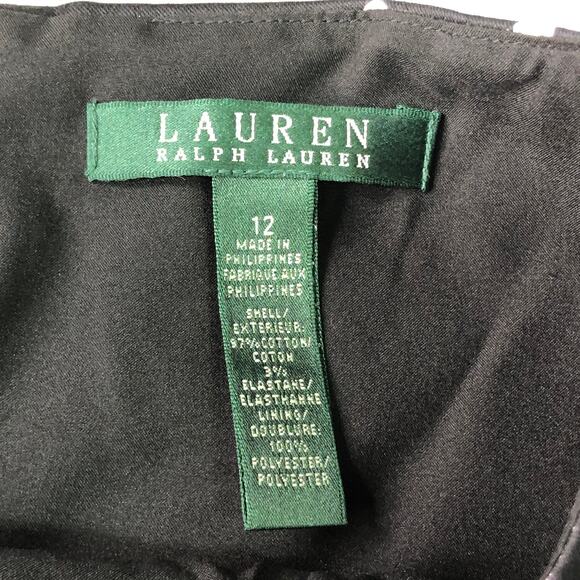 LAUREN
RALPH LAUREN
12
MADE IN
PHILIPPINES
FABRIQUE AUX
PHILIPPINES
SHELL/
EXTERIEUR:
97%COTTON/
COTON
3%
ELASTANE/
ELASTHANNE
LINING/
DOUBLURE:
100%
POLYESTER/
POLYESTER